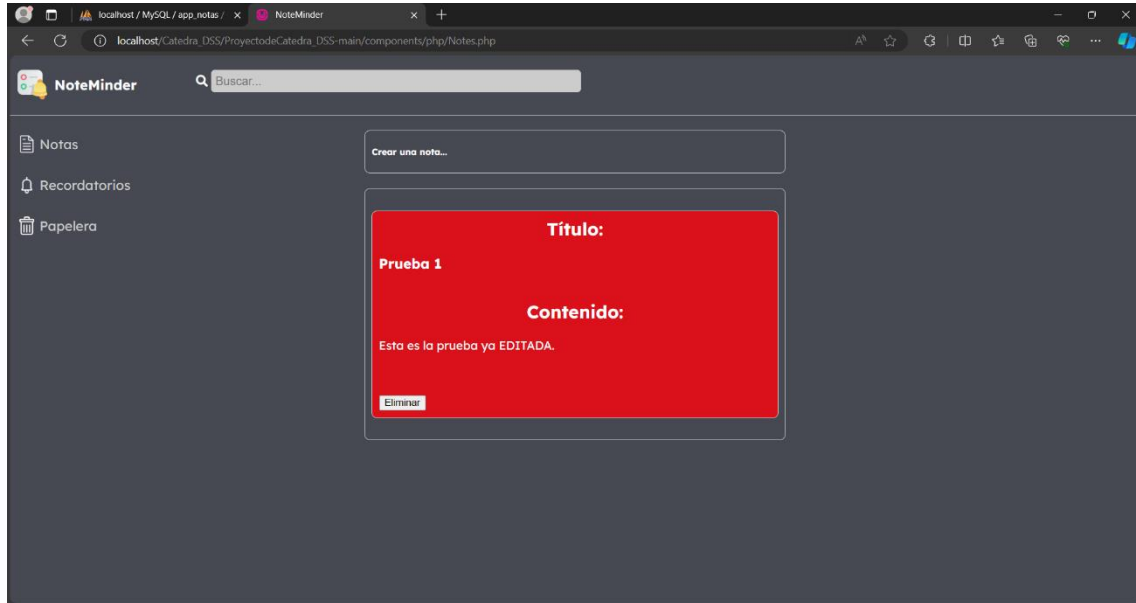 localhost / MySQL / app_notas /
NoteMinder
localhost/Catedra_DSS/ProyectodeCatedra_DSS-main/components/php/Notes.php
NoteMinder
Buscar...
Notas
Recordatorios
Papelera
Crear una nota...
Título:
Prueba 1
Contenido:
Esta es la prueba ya EDITADA.
Eliminar